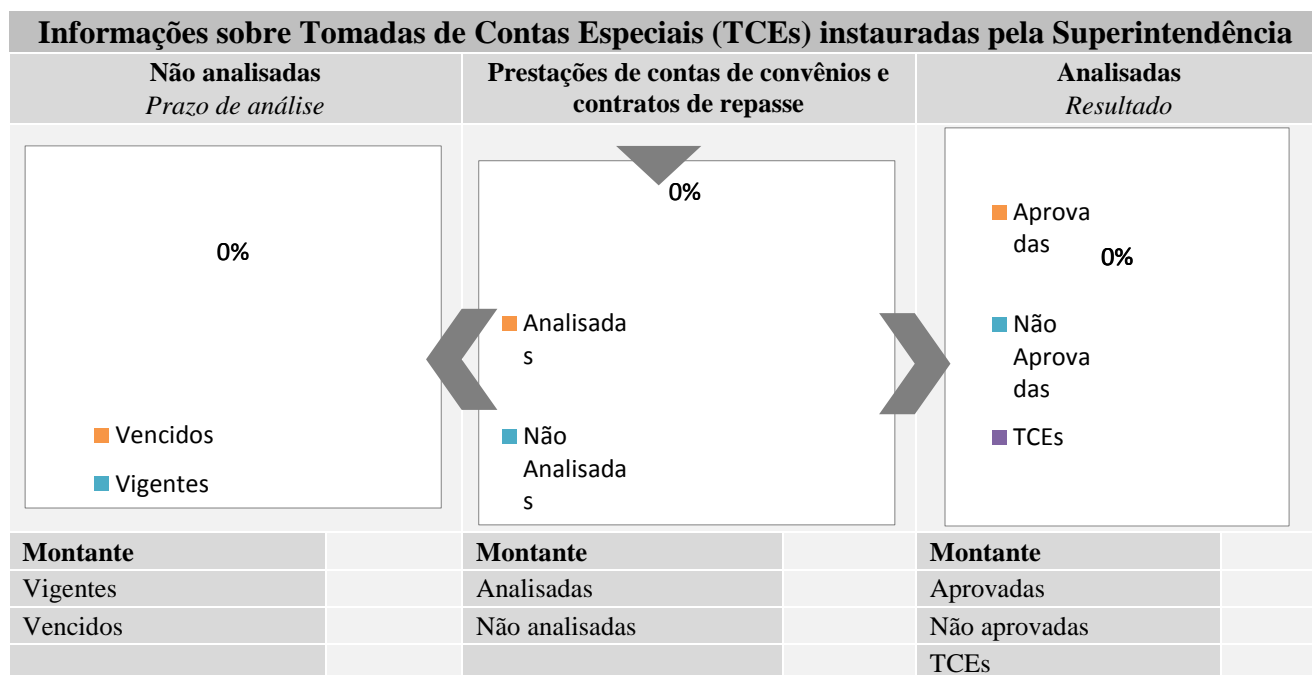 Informações sobre Tomadas de Contas Especiais (TCEs) instauradas pela Superintendência
Não analisadas
Prazo de análise
Prestações de contas de convênios e
contratos de repasse
Analisadas
Resultado
0%
Vencidos
Vigentes
0%
Analisada
s
Não
Analisada
s
Aprova
das
0%
Não
Aprova
das
TCEs
Montante
Montante
Montante
Vigentes
Analisadas
Aprovadas
Vencidos
Não analisadas
Não aprovadas
TCEs